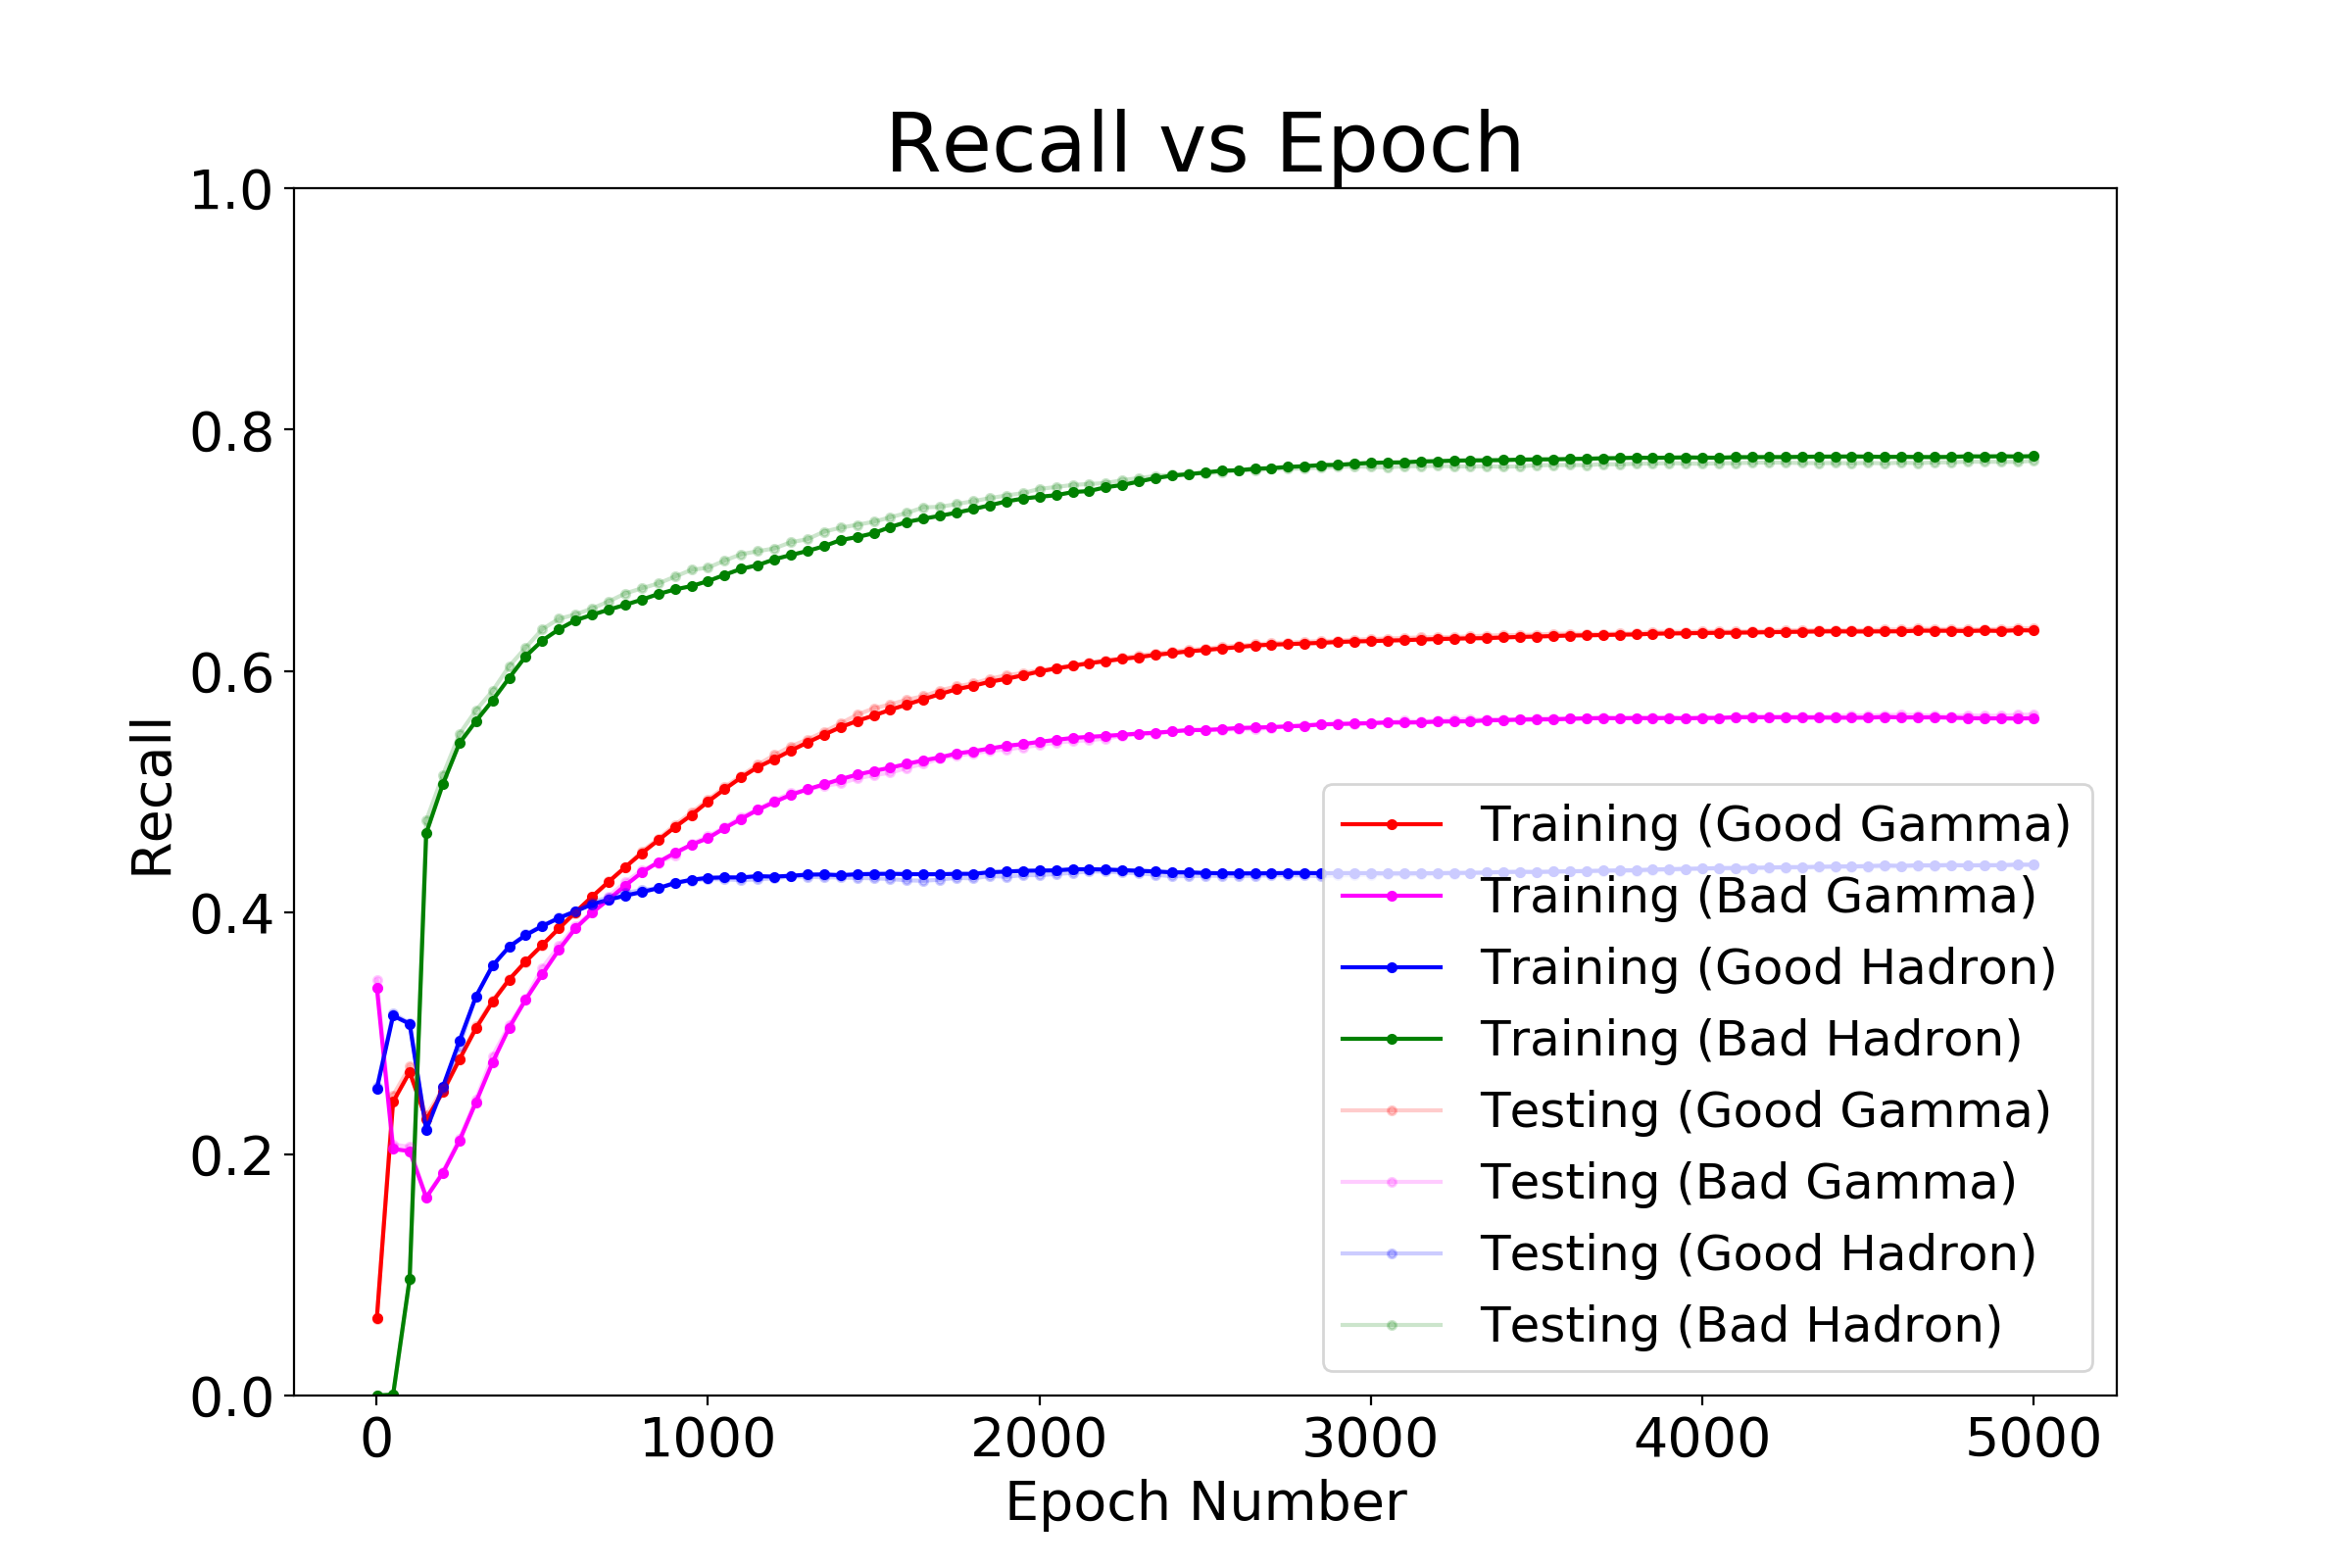 Recall vs Epoch
1.0
0.8
0.6
0.4
0.2
0.0
Recall
0 1000 2000 3000 4000 5000
Epoch Number
Training (Good Gamma)
Training (Bad Gamma)
Training (Good Hadron)
Training (Bad Hadron)
Testing (Good Gamma)
Testing (Bad Gamma)
Testing (Good Hadron)
Testing (Bad Hadron)